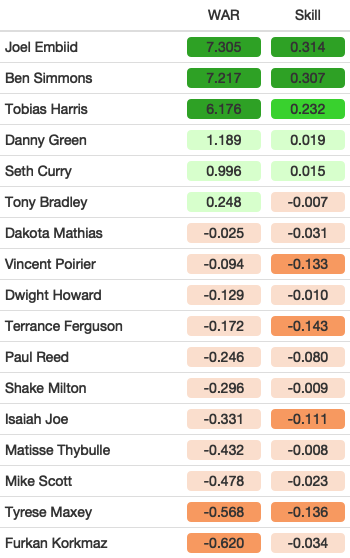 WAR Skill
Joel Embiid 7.305 0.314
Ben Simmons 7.217 0.307
Tobias Harris 6.176 0.232
Danny Green 1.189 0.019
Seth Curry 0.996 0.015
Tony Bradley 0.248 -0.007
Dakota Mathias -0.025 -0.031
Vincent Poirier -0.094 -0.133
Dwight Howard -0.129 -0.010
Terrance Ferguson -0.172 -0.143
Paul Reed -0.246 -0.080
Shake Milton -0.296 -0.009
Isaiah Joe -0.331 -0.111
Matisse Thybulle -0.432 -0.008
Mike Scott -0.478 -0.023
Tyrese Maxey -0.568 -0.136
Furkan Korkmaz -0.620 -0.034